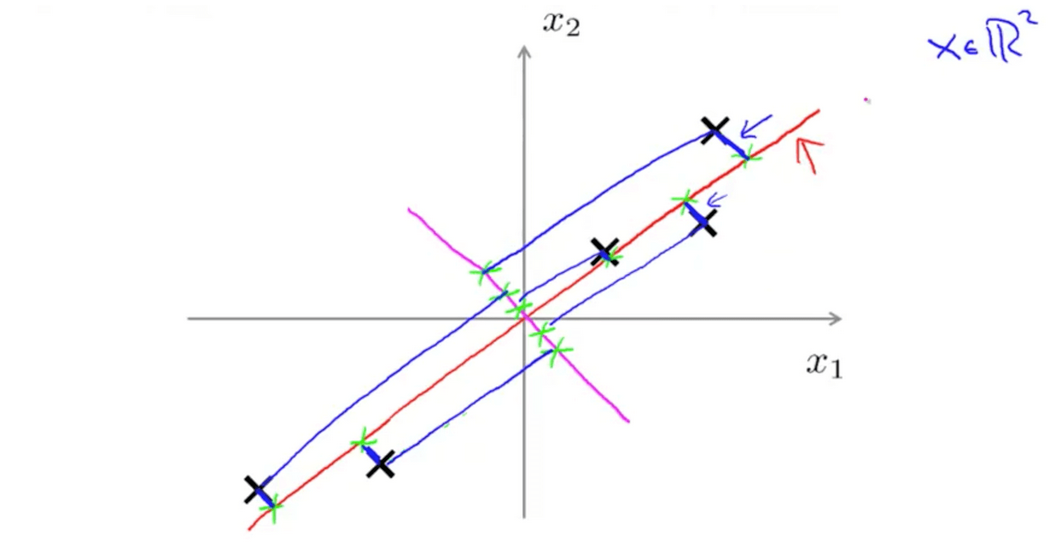 x₂
x ∈ ℝ²
x₁